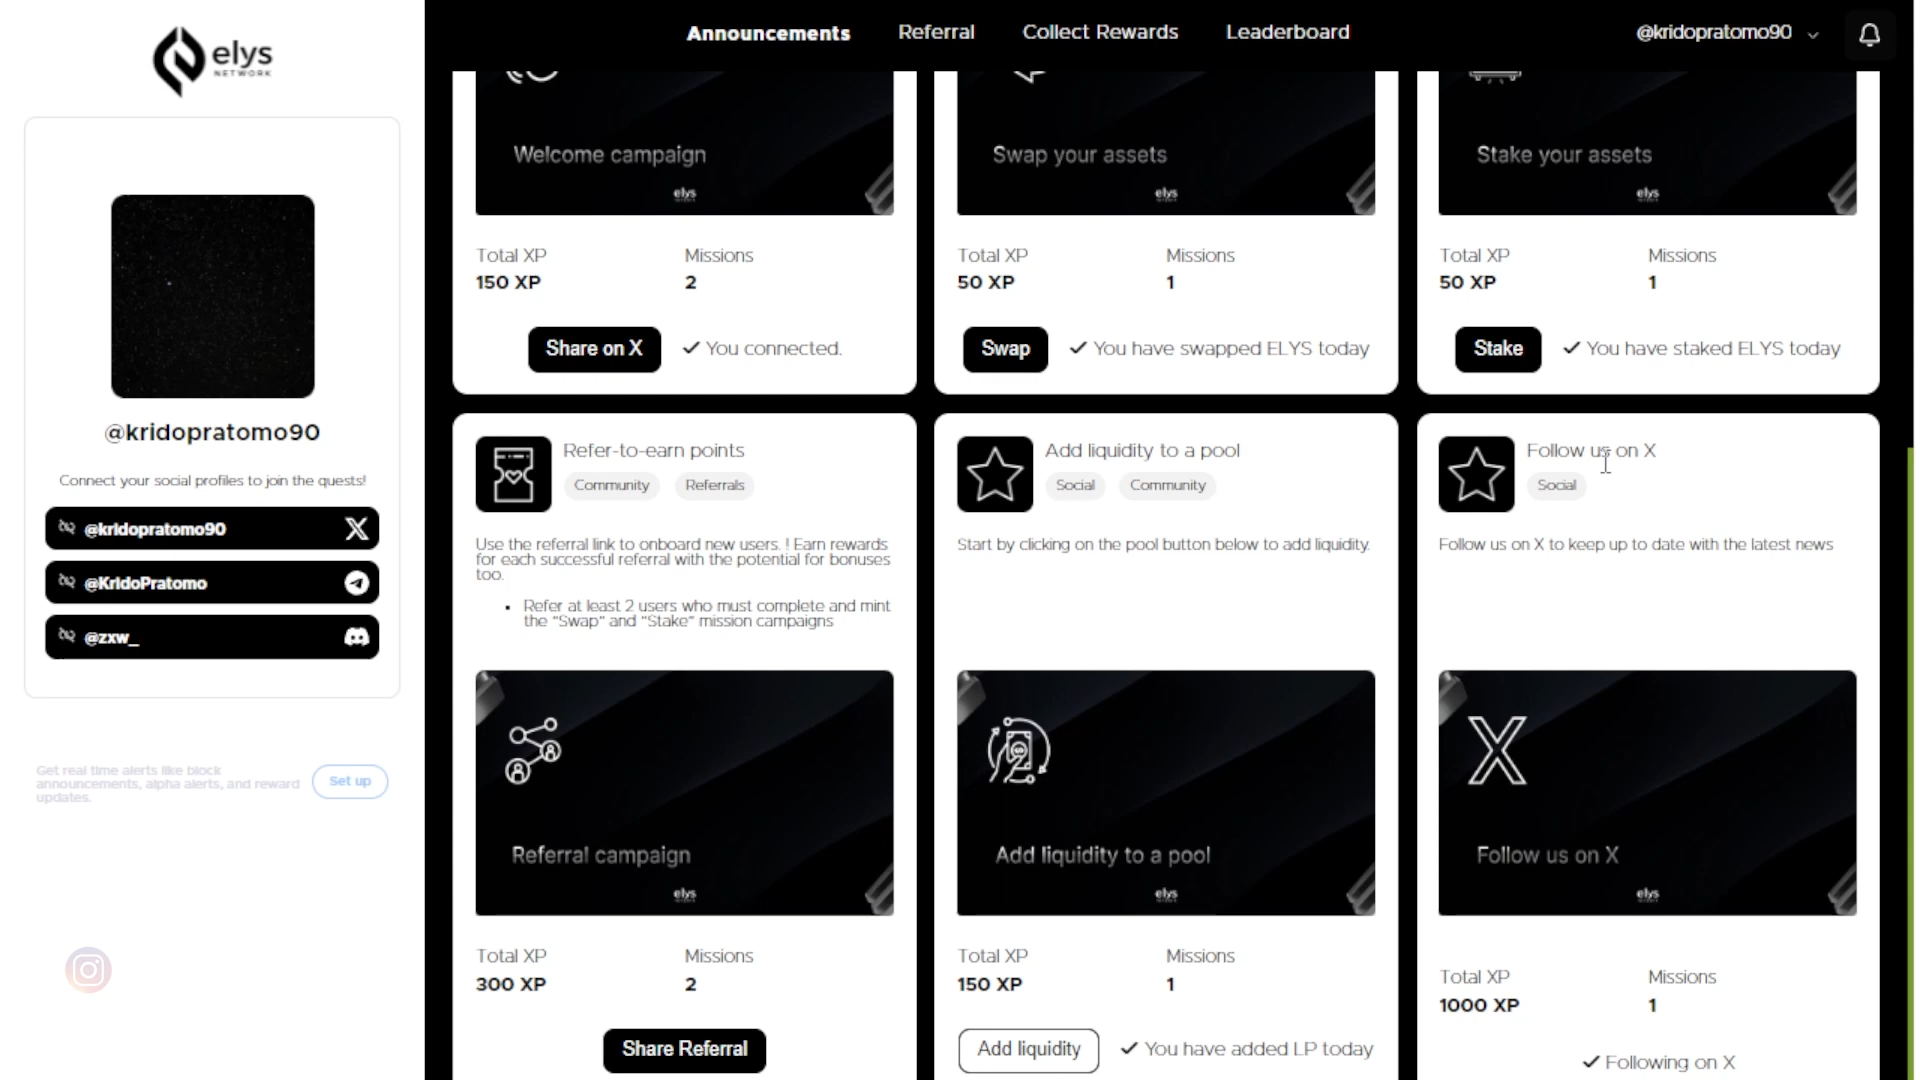 elys
NETWORK
@kridopratomo90
Connect your social profiles to join the quests!
@kridopratomo90
@KridoPratomo
@zxw_
Get real time alerts like block
announcements, alpha alerts, and reward
updates.
Set up
Announcements
Referral
Collect Rewards
Leaderboard
@kridopratomo90
Welcome campaign
elys
Total XP
Missions
150 XP
2
Share on X
You connected.
Swap your assets
elys
Total XP
Missions
50 XP
1
Swap
You have swapped ELYS today
Stake your assets
elys
Total XP
Missions
50 XP
1
Stake
You have staked ELYS today
Refer-to-earn points
Community
Referrals
Use the referral link to onboard new users. ! Earn rewards
for each successful referral with the potential for bonuses
too.
• Refer at least 2 users who must complete and mint
the “Swap” and “Stake” mission campaigns
Referral campaign
elys
Total XP
Missions
300 XP
2
Share Referral
Add liquidity to a pool
Social
Community
Start by clicking on the pool button below to add liquidity.
Add liquidity to a pool
elys
Total XP
Missions
150 XP
1
Add liquidity
You have added LP today
Follow us on X
Social
Follow us on X to keep up to date with the latest news
X
Follow us on X
elys
Total XP
Missions
1000 XP
1
Following on X